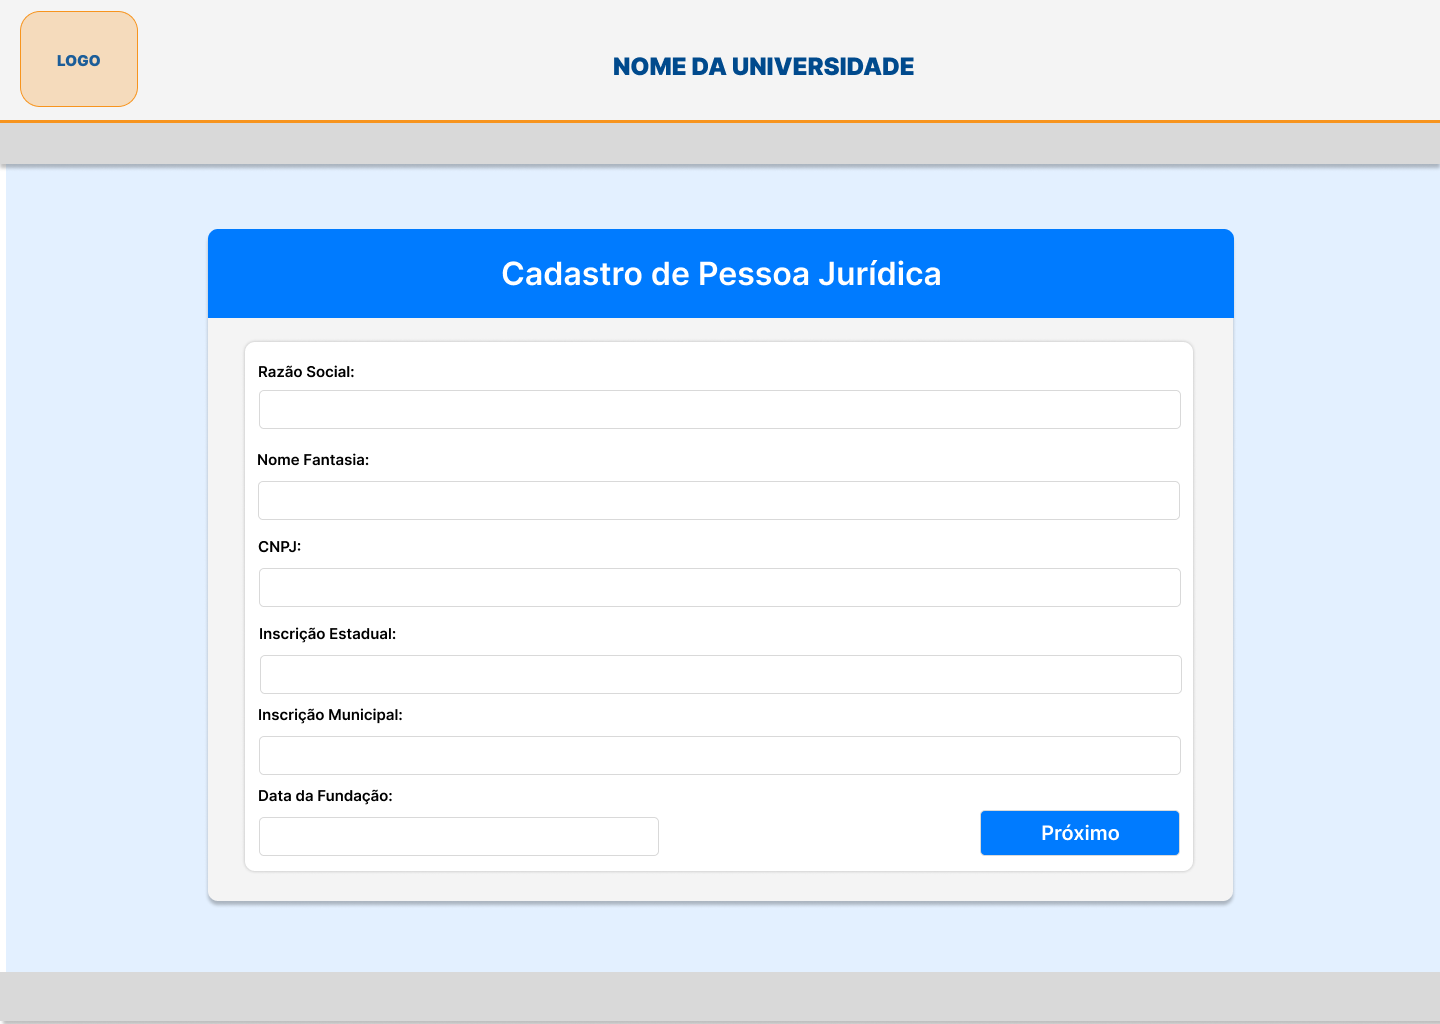 LOGO
NOME DA UNIVERSIDADE
Cadastro de Pessoa Jurídica
Razão Social:
Nome Fantasia:
CNPJ:
Inscrição Estadual:
Inscrição Municipal:
Data da Fundação:
Próximo